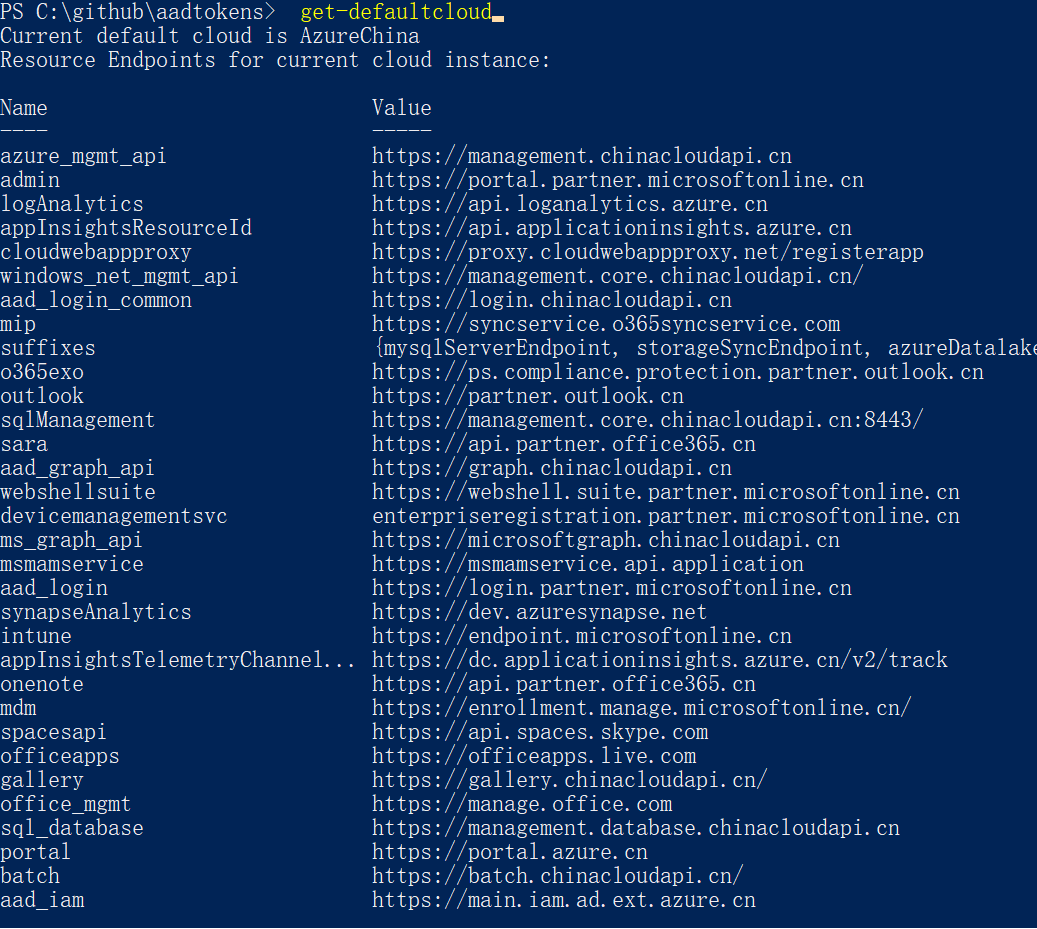 PS C:\github\aadtokens>  get-defaultcloud
Current default cloud is AzureChina
Resource Endpoints for current cloud instance:
Name                           Value
----                           -----
azure_mgmt_api                 https://management.chinacloudapi.cn
admin                          https://portal.partner.microsoftonline.cn
logAnalytics                   https://api.loganalytics.azure.cn
appInsightsResourceId          https://api.applicationinsights.azure.cn
cloudwebappproxy               https://proxy.cloudwebappproxy.net/registerapp
windows_net_mgmt_api           https://management.core.chinacloudapi.cn/
aad_login_common               https://login.chinacloudapi.cn
mip                            https://syncservice.o365syncservice.com
suffixes                       {mysqlServerEndpoint, storageSyncEndpoint, azureDatalake
o365exo                        https://ps.compliance.protection.partner.outlook.cn
outlook                        https://partner.outlook.cn
sqlManagement                  https://management.core.chinacloudapi.cn:8443/
sara                           https://api.partner.office365.cn
aad_graph_api                  https://graph.chinacloudapi.cn
webshellsuite                  https://webshell.suite.partner.microsoftonline.cn
devicemanagementsvc            enterpriseregistration.partner.microsoftonline.cn
ms_graph_api                   https://microsoftgraph.chinacloudapi.cn
msmamservice                   https://msmamservice.api.application
aad_login                      https://login.partner.microsoftonline.cn
synapseAnalytics               https://dev.azuresynapse.net
intune                         https://endpoint.microsoftonline.cn
appInsightsTelemetryChannel... https://dc.applicationinsights.azure.cn/v2/track
onenote                        https://api.partner.office365.cn
mdm                            https://enrollment.manage.microsoftonline.cn/
spacesapi                      https://api.spaces.skype.com
officeapps                     https://officeapps.live.com
gallery                        https://gallery.chinacloudapi.cn/
office_mgmt                    https://manage.office.com
sql_database                   https://management.database.chinacloudapi.cn
portal                         https://portal.azure.cn
batch                          https://batch.chinacloudapi.cn/
aad_iam                        https://main.iam.ad.ext.azure.cn